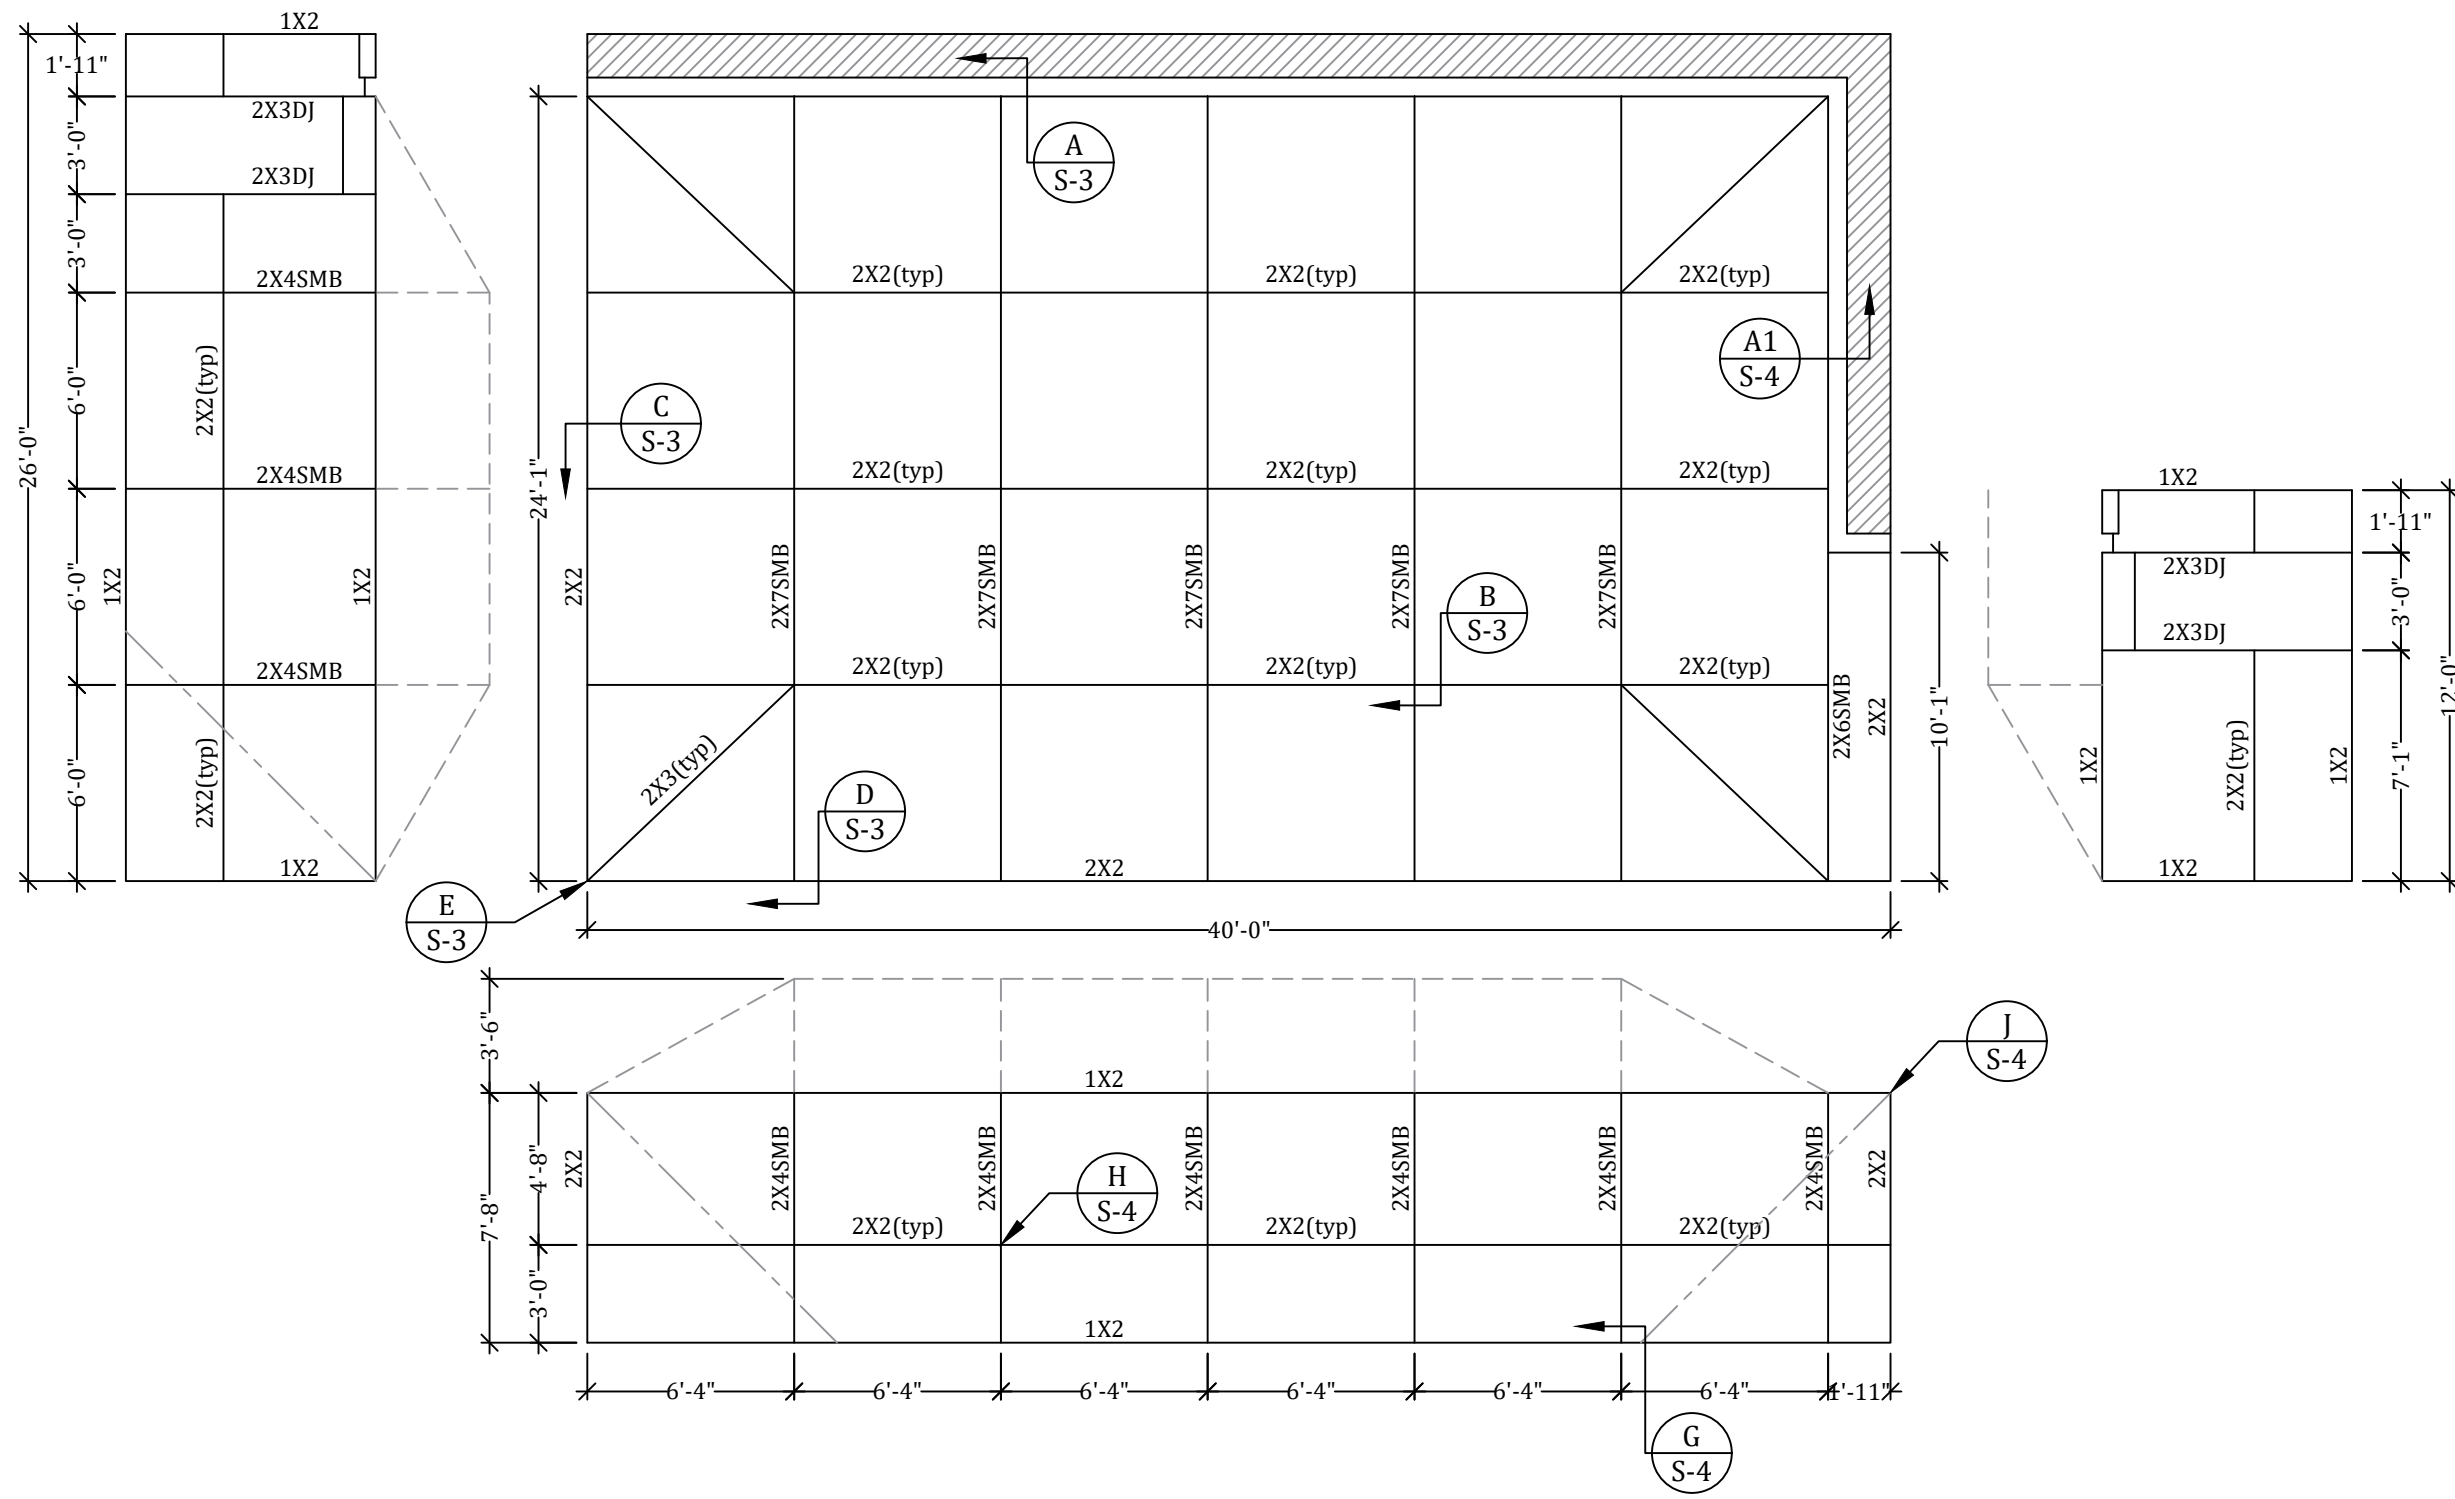 1X2
1'-11"
2X3DJ
3'-0"
2X3DJ
3'-0"
2X4SMB
2X2(typ)
6'-0"
26'-0"
2X4SMB
6'-0"
1X2
1X2
2X4SMB
6'-0"
2X2(typ)
1X2
A
S-3
2X2(typ)
2X2(typ)
2X2(typ)
A1
S-4
C
S-3
24'-1"
2X2(typ)
2X2(typ)
2X2(typ)
2X2
2X7SMB
2X7SMB
2X7SMB
2X7SMB
2X7SMB
B
S-3
2X2(typ)
2X2(typ)
2X2(typ)
2X6SMB
2X2
10'-1"
2X3(typ)
D
S-3
2X2
E
S-3
40'-0"
1X2
1'-11"
2X3DJ
3'-0"
2X3DJ
12'-0"
1X2
2X2(typ)
1X2
7'-1"
1X2
3'-6"
J
S-4
1X2
7'-8"
4'-8"
2X2
2X4SMB
2X4SMB
2X4SMB
2X4SMB
2X4SMB
2X4SMB
2X2
H
S-4
2X2(typ)
2X2(typ)
2X2(typ)
3'-0"
1X2
6'-4"
6'-4"
6'-4"
6'-4"
6'-4"
6'-4"
1'-11"
G
S-4